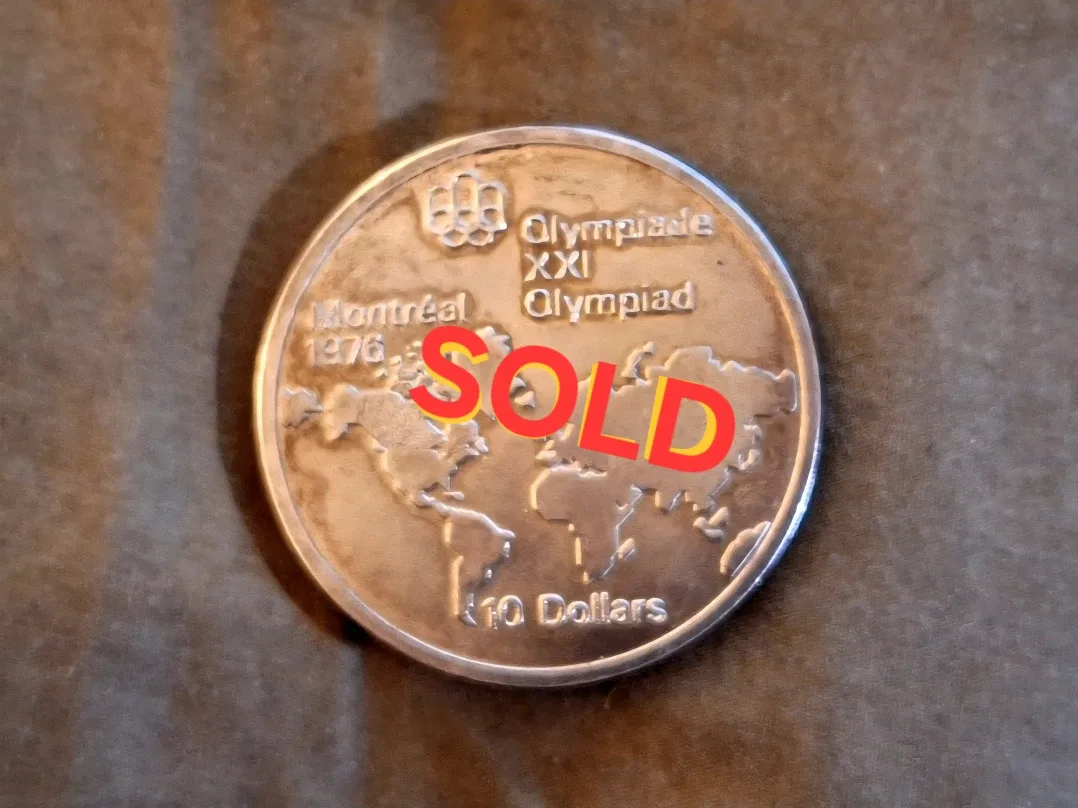 Olympiade
XXI
Olympiad
Montréal
1976
SOLD
10 Dollars